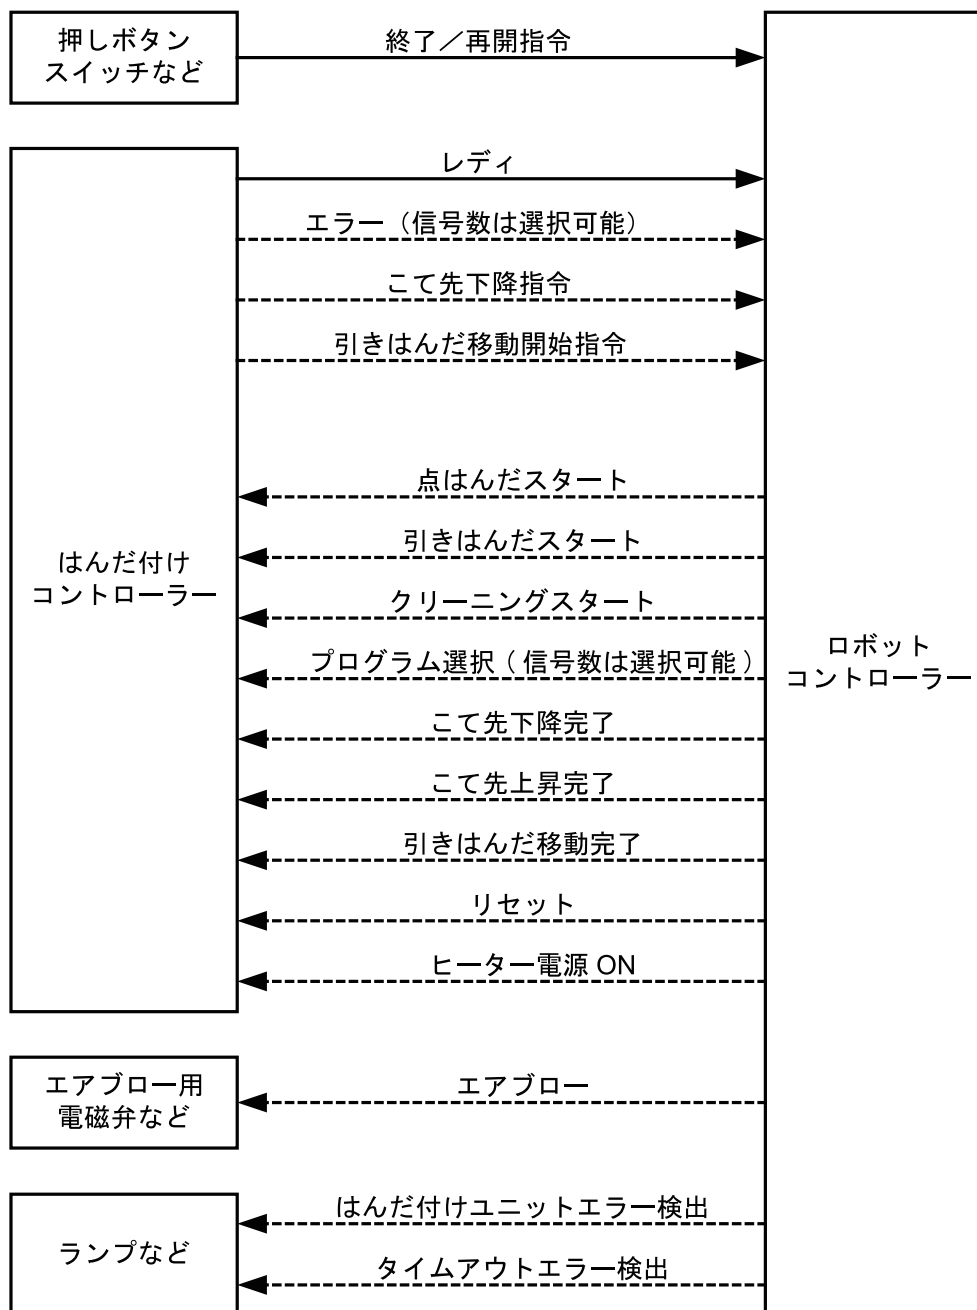 押しボタン
スイッチなど
終了／再開指令
レディ
エラー（信号数は選択可能）
こて先下降指令
引きはんだ移動開始指令
点はんだスタート
引きはんだスタート
クリーニングスタート
プログラム選択 ( 信号数は選択可能 )
こて先下降完了
こて先上昇完了
引きはんだ移動完了
リセット
ヒーター電源 ON
はんだ付け
コントローラー
ロボット
コントローラー
エアブロー用
電磁弁など
エアブロー
ランプなど
はんだ付けユニットエラー検出
タイムアウトエラー検出